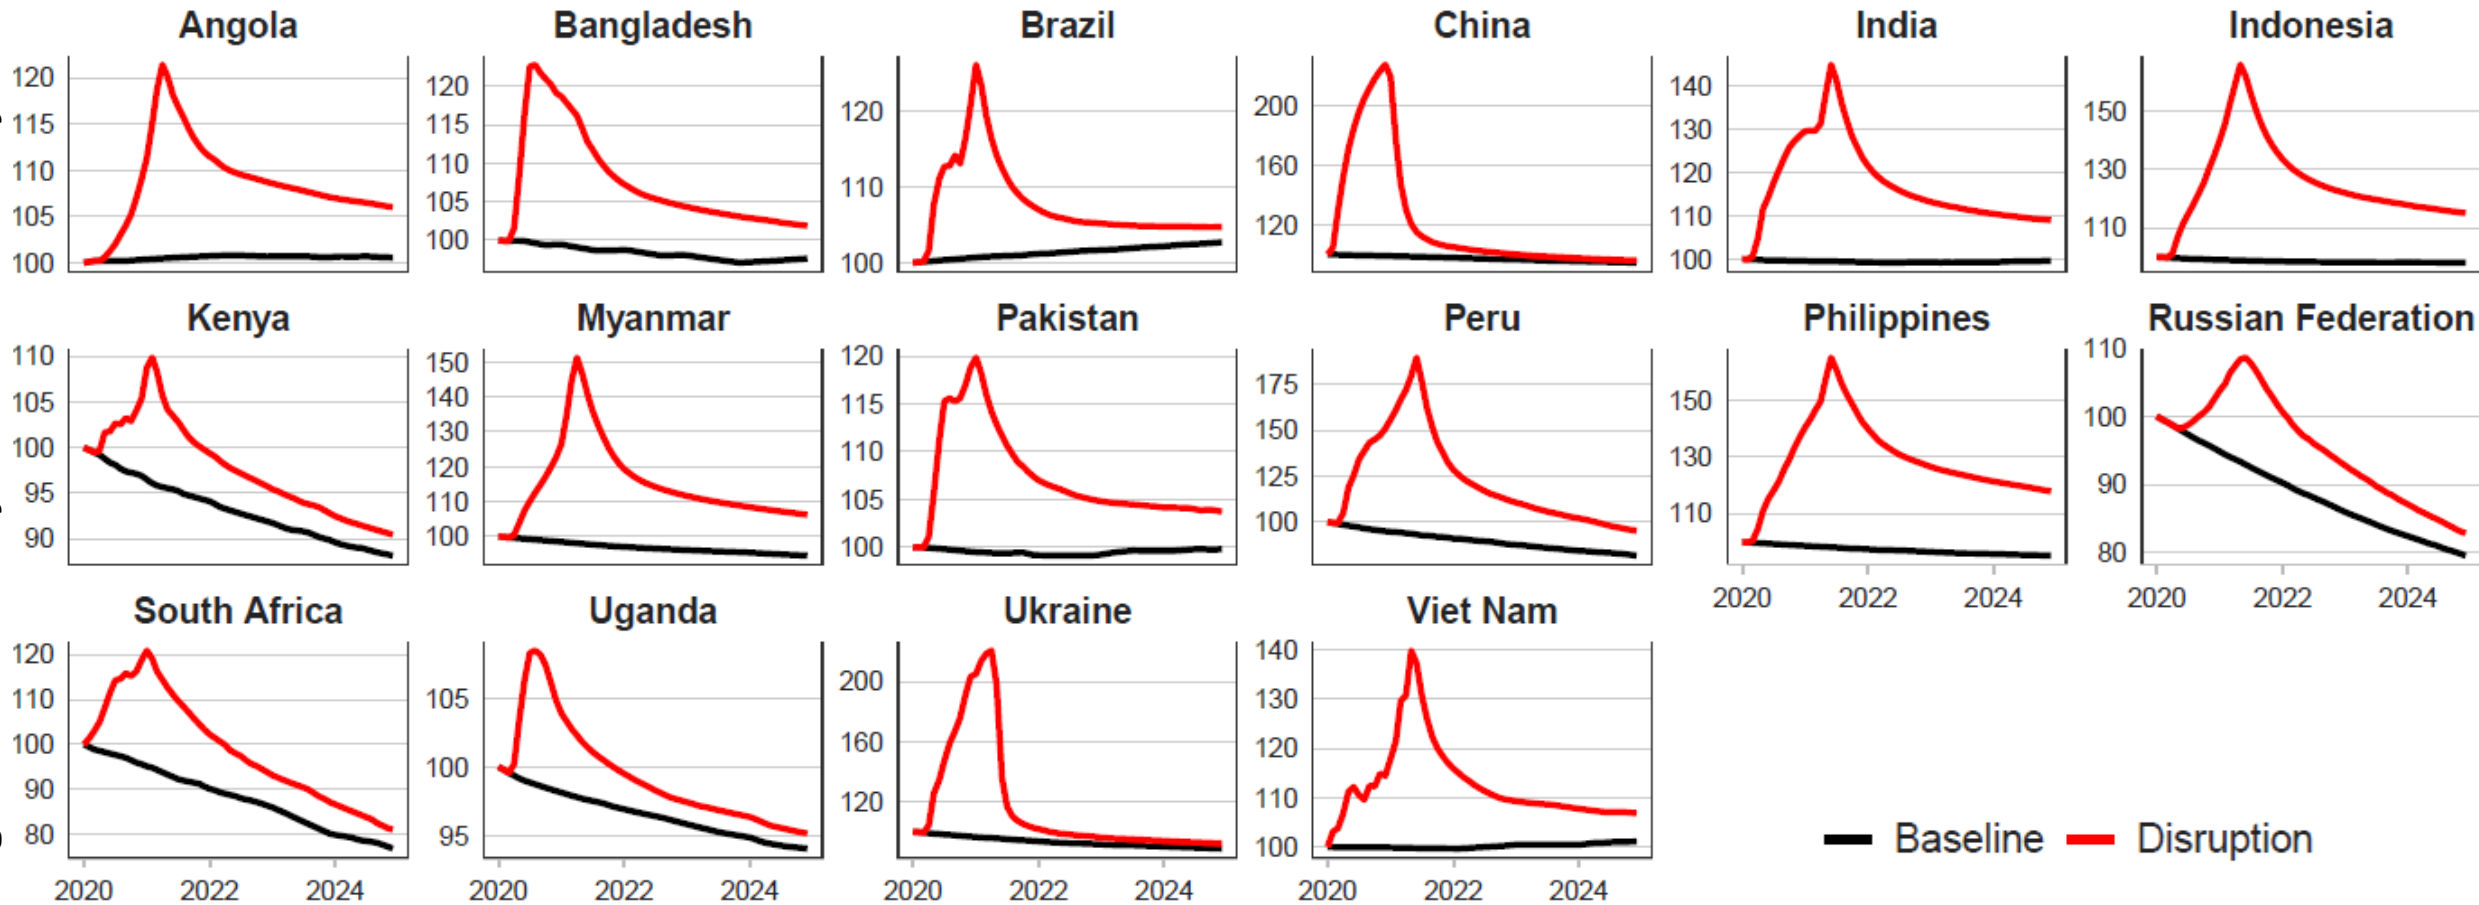 Angola Bangladesh Brazil China India Indonesia
120 115 110 105 100
120 115 110 105 100
120 110 100
200 160 120
140 130 120 110 100
150 130 110
Kenya Myanmar Pakistan Peru Philippines Russian Federation
110 105 100 95 90
150 140 130 120 110 100
120 115 110 105 100
175 150 125 100
150 130 110
110 100 90 80
2020 2022 2024 2020 2022 2024
South Africa Uganda Ukraine Viet Nam
120 110 100 90 80
105 100 95
200 160 120
140 130 120 110 100
Baseline Disruption
2020 2022 2024 2020 2022 2024 2020 2022 2024 2020 2022 2024